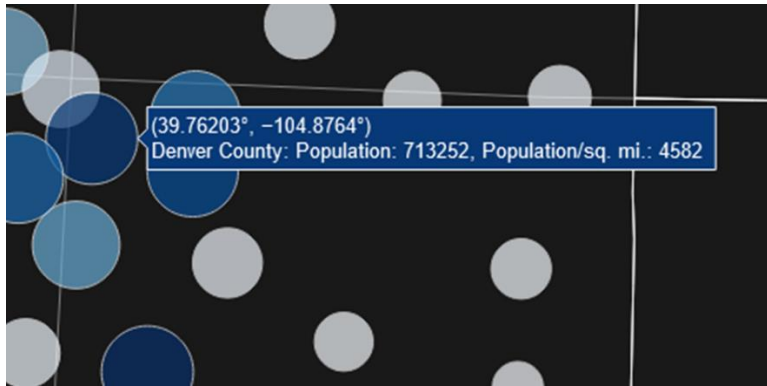 (39.76203°, −104.8764°)
Denver County: Population: 713252, Population/sq. mi.: 4582